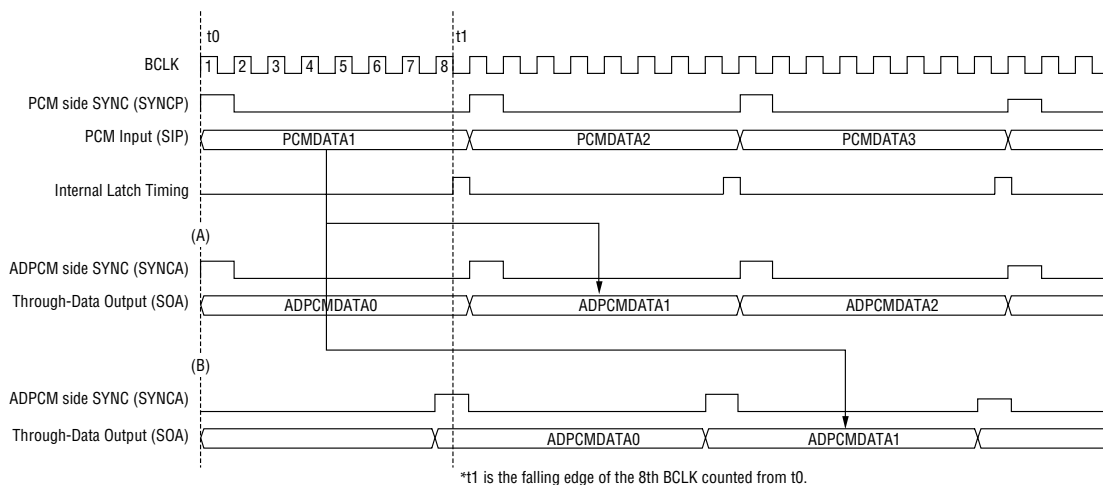 t0 t1
BCLK 1 2 3 4 5 6 7 8
PCM side SYNC (SYNCP)
PCM Input (SIP) PCMDATA1 PCMDATA2 PCMDATA3
Internal Latch Timing
(A)
ADPCM side SYNC (SYNCA)
Through-Data Output (SOA) ADPCMDATA0 ADPCMDATA1 ADPCMDATA2
(B)
ADPCM side SYNC (SYNCA)
Through-Data Output (SOA) ADPCMDATA0 ADPCMDATA1
*t1 is the falling edge of the 8th BCLK counted from t0.